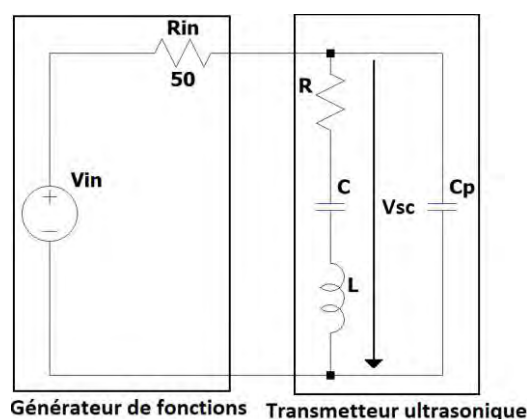 Rin
50
R
Vin
C
Cp
Vsc
+
L
Générateur de fonctions
Transmetteur ultrasonique